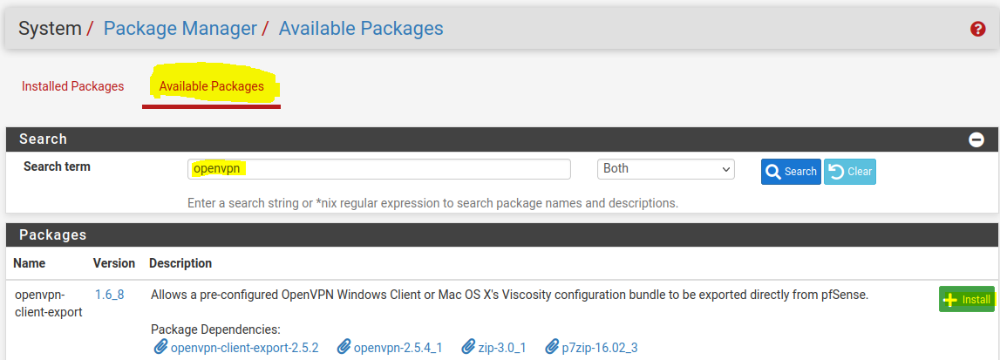 System / Package Manager / Available Packages
?
Installed Packages Available Packages
Search
Search term openvpn Both Search Clear
Enter a search string or *nix regular expression to search package names and descriptions.
Packages
Name Version Description
openvpn-client-export 1.6_8 Allows a pre-configured OpenVPN Windows Client or Mac OS X's Viscosity configuration bundle to be exported directly from pfSense. Install
Package Dependencies:
openvpn-client-export-2.5.2 openvpn-2.5.4_1 zip-3.0_1 p7zip-16.02_3